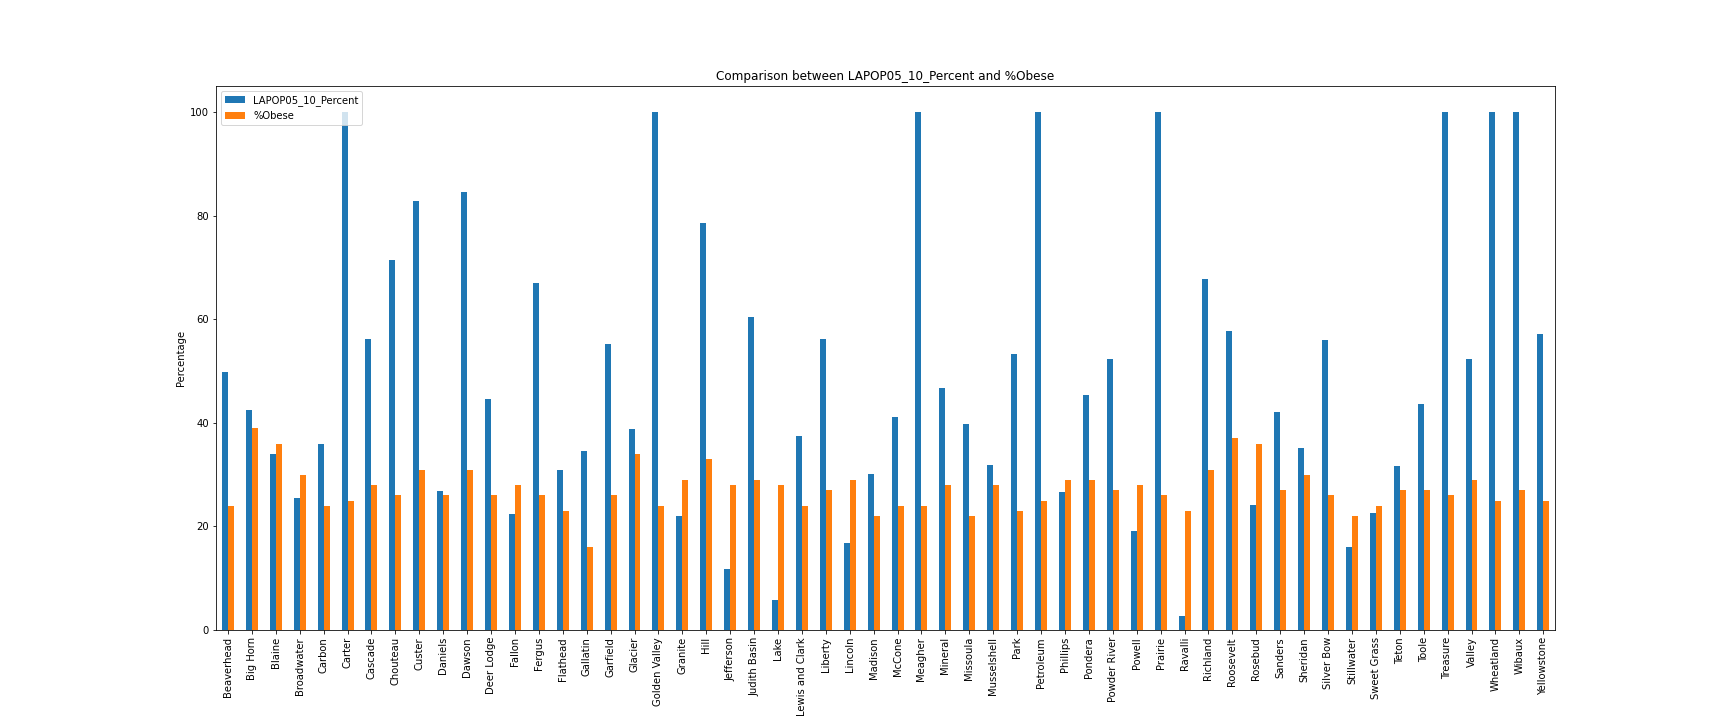 Comparison between LAPOP05_10_Percent and %Obese
LAPOP05_10_Percent
%Obese
Percentage
100
80
60
40
20
0
Beaverhead
Big Horn
Blaine
Broadwater
Carbon
Carter
Cascade
Chouteau
Custer
Daniels
Dawson
Deer Lodge
Fallon
Fergus
Flathead
Gallatin
Garfield
Glacier
Golden Valley
Granite
Hill
Jefferson
Judith Basin
Lake
Lewis and Clark
Liberty
Lincoln
Madison
McCone
Meagher
Mineral
Missoula
Musselshell
Park
Petroleum
Phillips
Pondera
Powder River
Powell
Prairie
Ravalli
Richland
Roosevelt
Rosebud
Sanders
Sheridan
Silver Bow
Stillwater
Sweet Grass
Teton
Toole
Treasure
Valley
Wheatland
Wibaux
Yellowstone